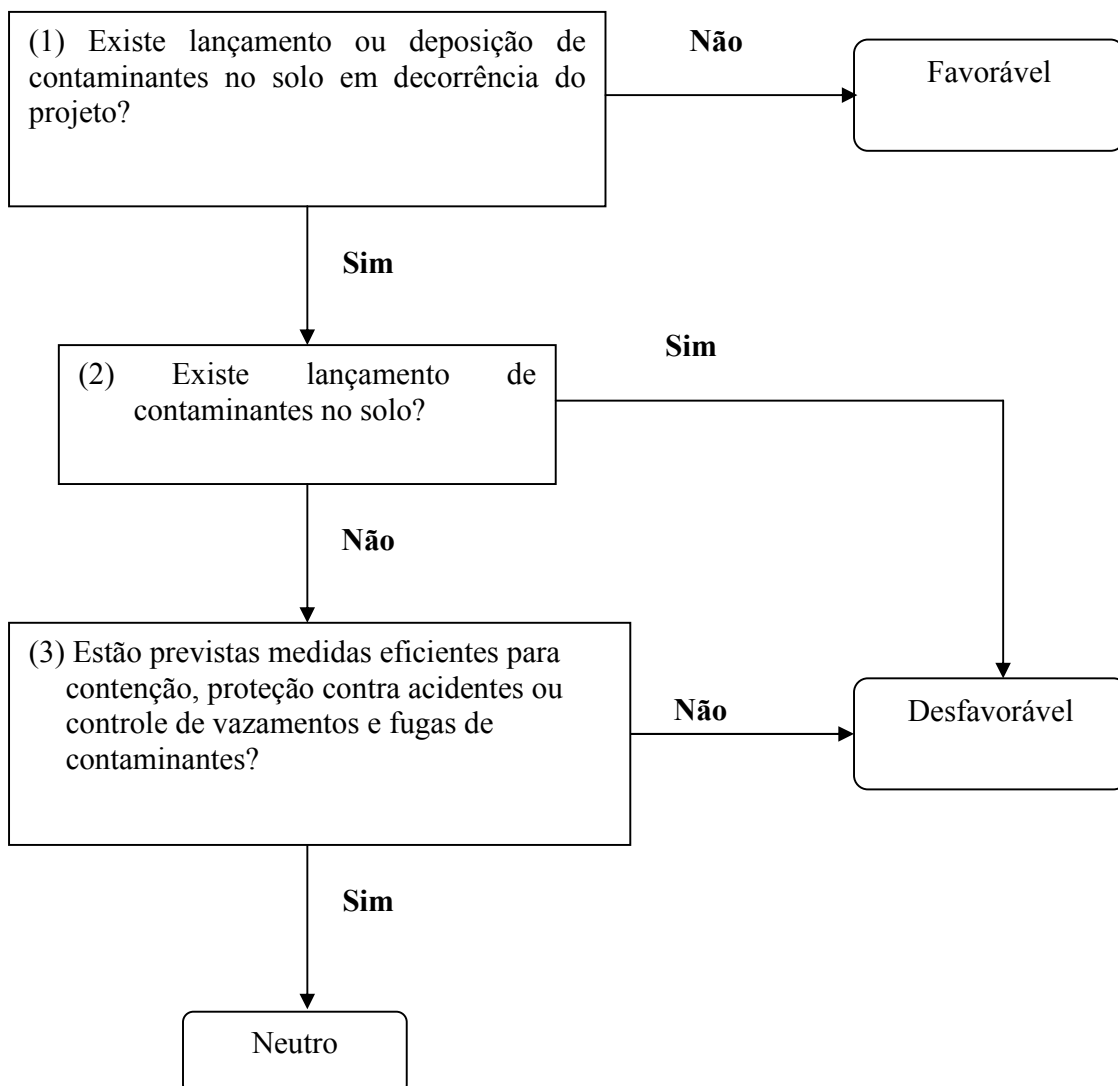 (1) Existe lançamento ou deposição de
contaminantes no solo em decorrência do
projeto?
Não
Favorável
Sim
(2) Existe lançamento de
contaminantes no solo?
Sim
Não
(3) Estão previstas medidas eficientes para
contenção, proteção contra acidentes ou
controle de vazamentos e fugas de
contaminantes?
Não
Desfavorável
Sim
Neutro